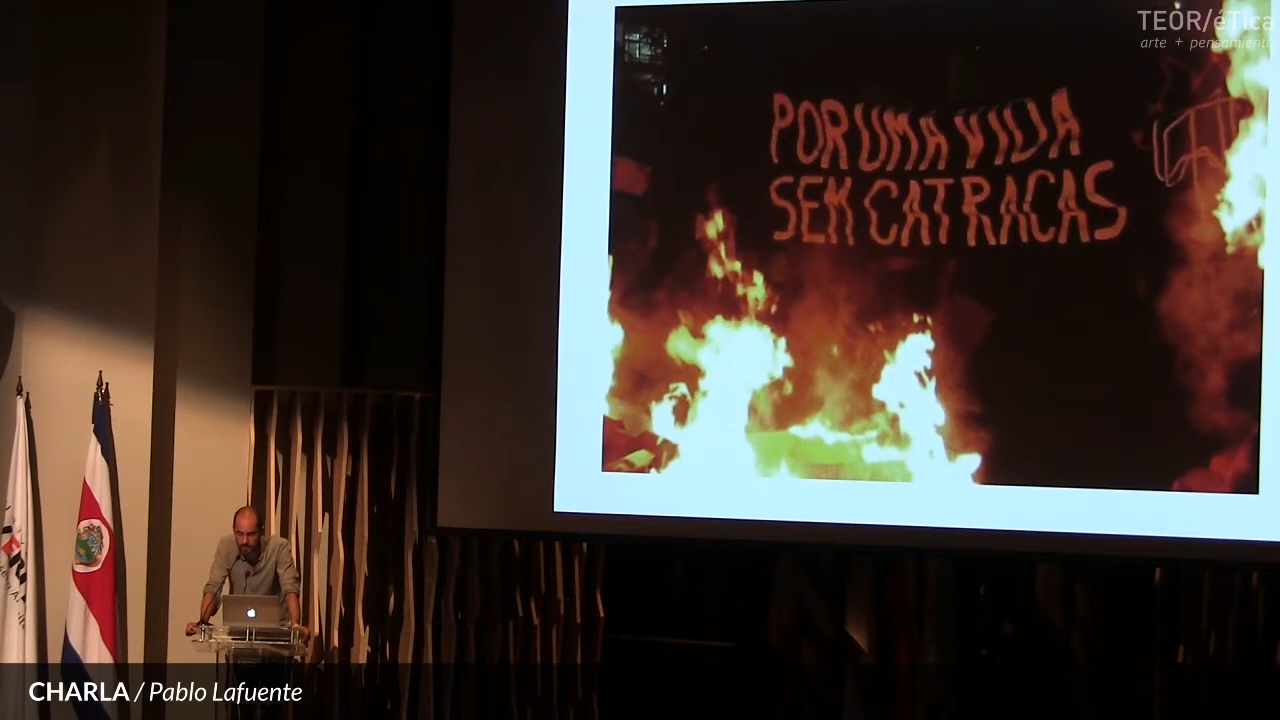 TEOR/éTica
arte + pensamiento
POR UMA VIDA
SEM CATRACAS
CHARLA / Pablo Lafuente